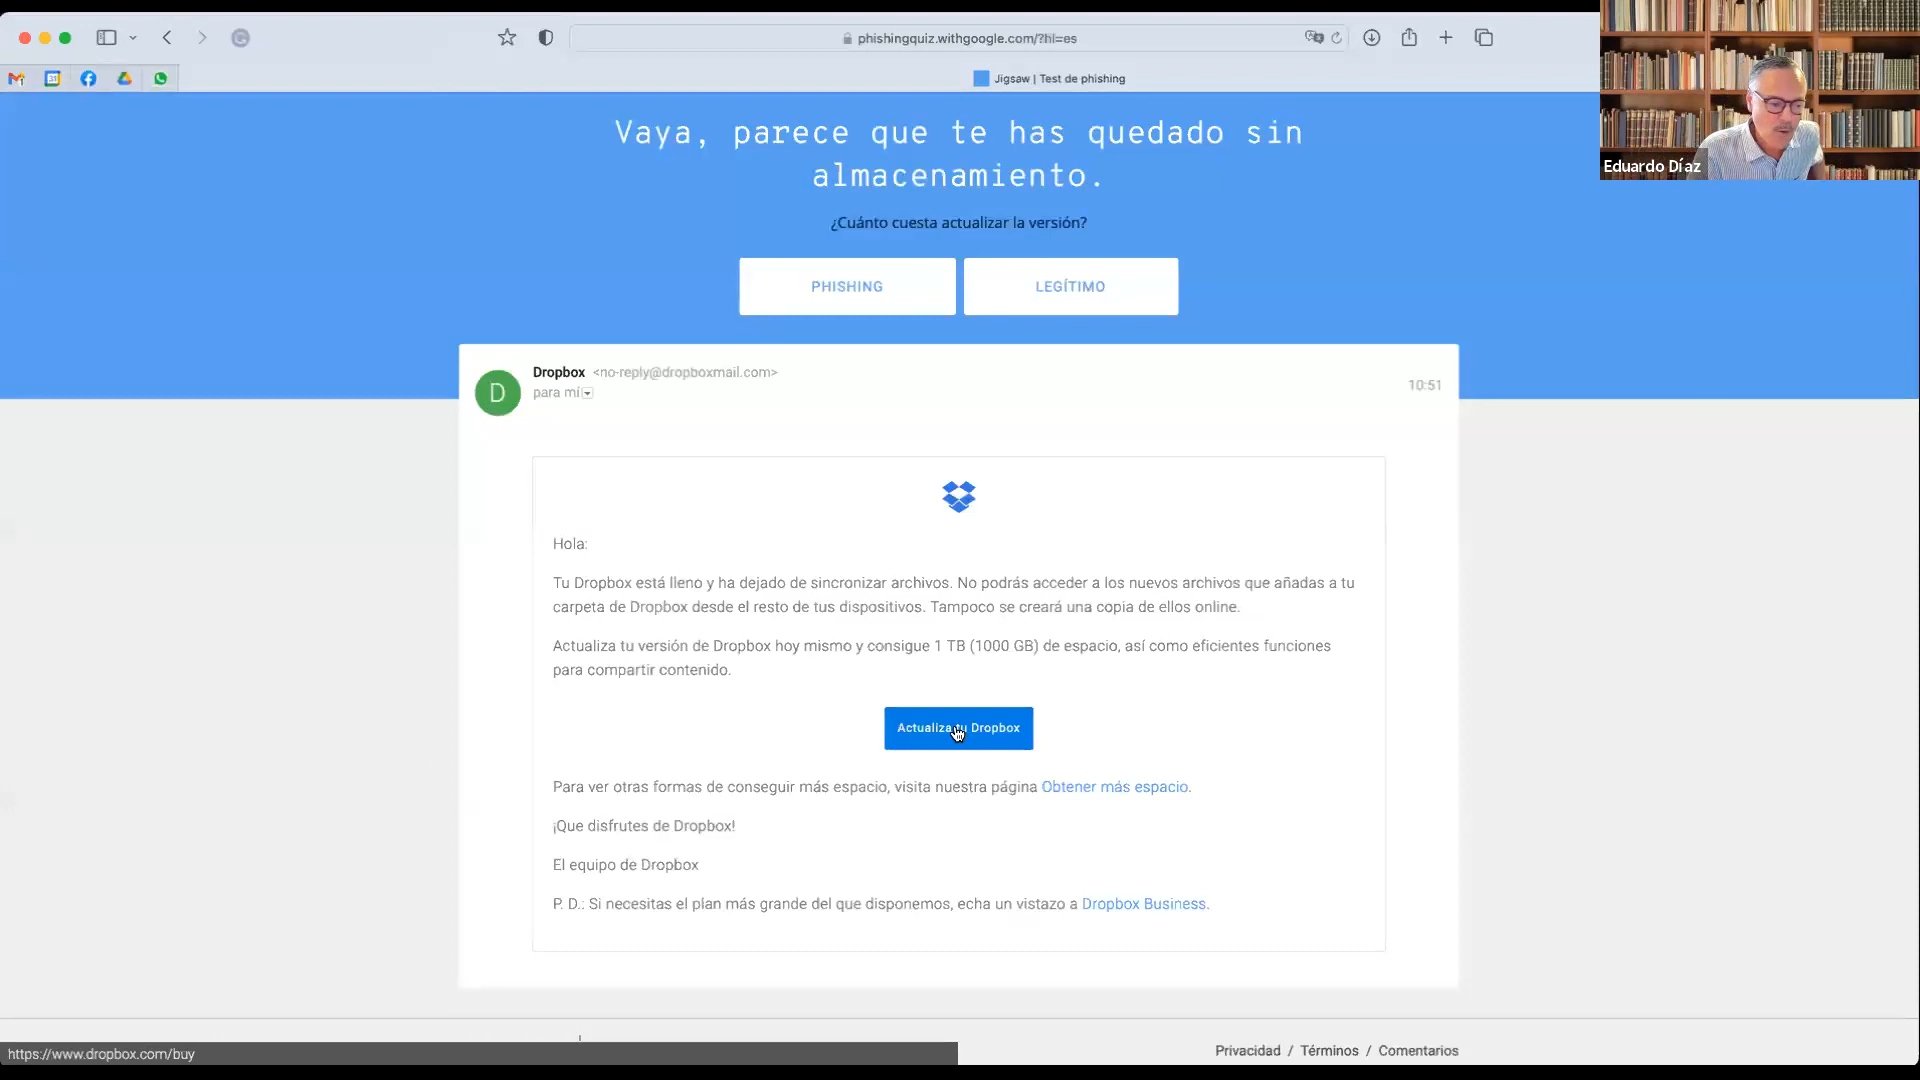 phishingquiz.withgoogle.com/?hl=es
Jigsaw | Test de phishing
Vaya, parece que te has quedado sin
almacenamiento.
¿Cuánto cuesta actualizar la versión?
PHISHING
LEGÍTIMO
Eduardo Díaz
D
Dropbox <no-reply@dropboxmail.com>
para mí
10:51
Hola:
Tu Dropbox está lleno y ha dejado de sincronizar archivos. No podrás acceder a los nuevos archivos que añadas a tu
carpeta de Dropbox desde el resto de tus dispositivos. Tampoco se creará una copia de ellos online.
Actualiza tu versión de Dropbox hoy mismo y consigue 1 TB (1000 GB) de espacio, así como eficientes funciones
para compartir contenido.
Actualiza tu Dropbox
Para ver otras formas de conseguir más espacio, visita nuestra página Obtener más espacio.
¡Que disfrutes de Dropbox!
El equipo de Dropbox
P. D.: Si necesitas el plan más grande del que disponemos, echa un vistazo a Dropbox Business.
https://www.dropbox.com/buy
Privacidad / Términos / Comentarios